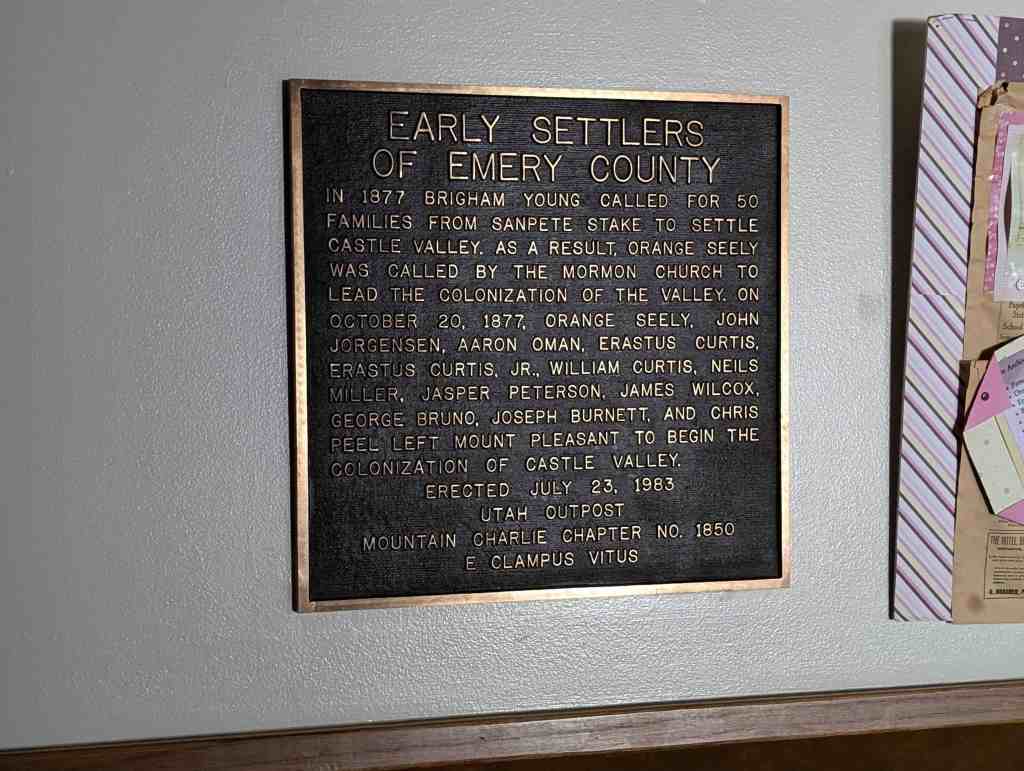 EARLY SETTLERS
OF EMERY COUNTY
IN 1877 BRIGHAM YOUNG CALLED FOR 50
FAMILIES FROM SANPETE STAKE TO SETTLE
CASTLE VALLEY. AS A RESULT, ORANGE SEELY
WAS CALLED BY THE MORMON CHURCH TO
LEAD THE COLONIZATION OF THE VALLEY. ON
OCTOBER 20, 1877, ORANGE SEELY, JOHN
JORGENSEN, AARON OMAN, ERASTUS CURTIS,
ERASTUS CURTIS, JR., WILLIAM CURTIS, NEILS
MILLER, JASPER PETERSON, JAMES WILCOX,
GEORGE BRUNO, JOSEPH BURNETT, AND CHRIS
PEEL LEFT MOUNT PLEASANT TO BEGIN THE
COLONIZATION OF CASTLE VALLEY.
ERECTED JULY 23, 1983
UTAH OUTPOST
MOUNTAIN CHARLIE CHAPTER NO. 1850
E CLAMPUS VITUS
School
THE HOTEL